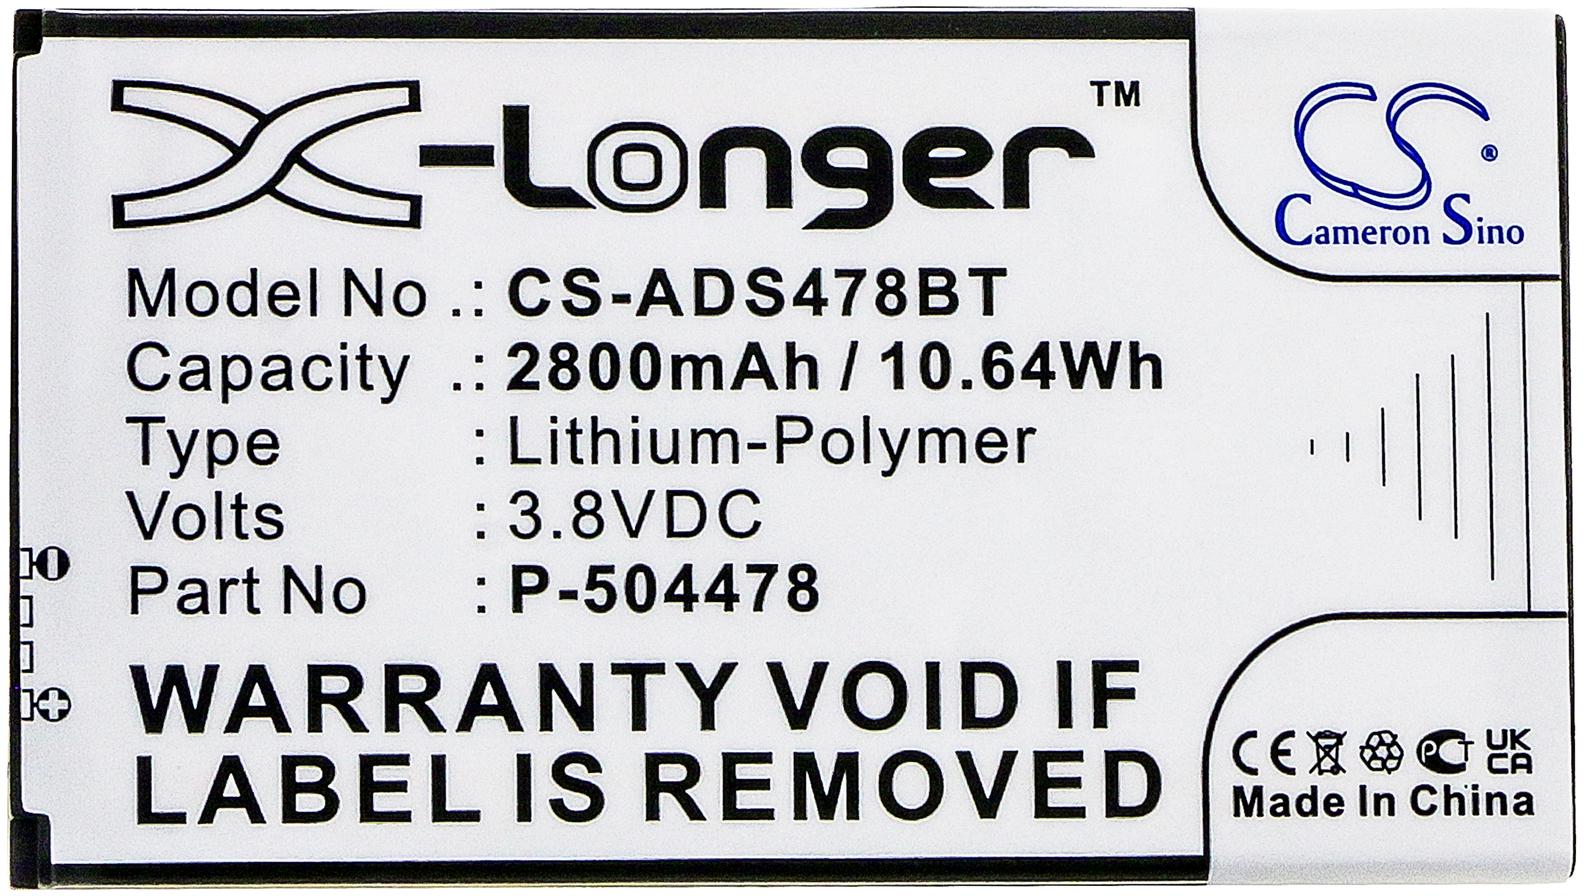 X-Longer™
CS®
Cameron Sino
Model No .: CS-ADS478BT
Capacity .: 2800mAh / 10.64Wh
Type : Lithium-Polymer
Volts : 3.8VDC
Part No : P-504478
WARRANTY VOID IF
LABEL IS REMOVED
CE PCT UK CA
Made In China